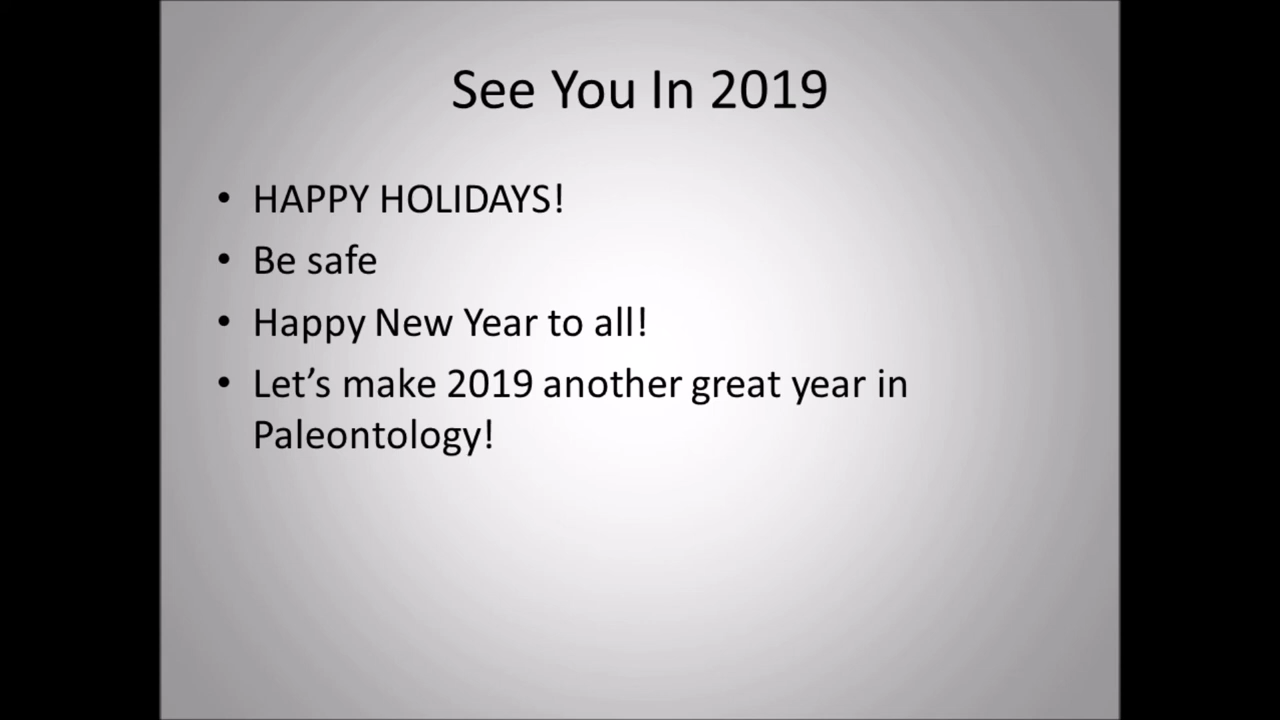 See You In 2019
• HAPPY HOLIDAYS!
• Be safe
• Happy New Year to all!
• Let’s make 2019 another great year in
Paleontology!